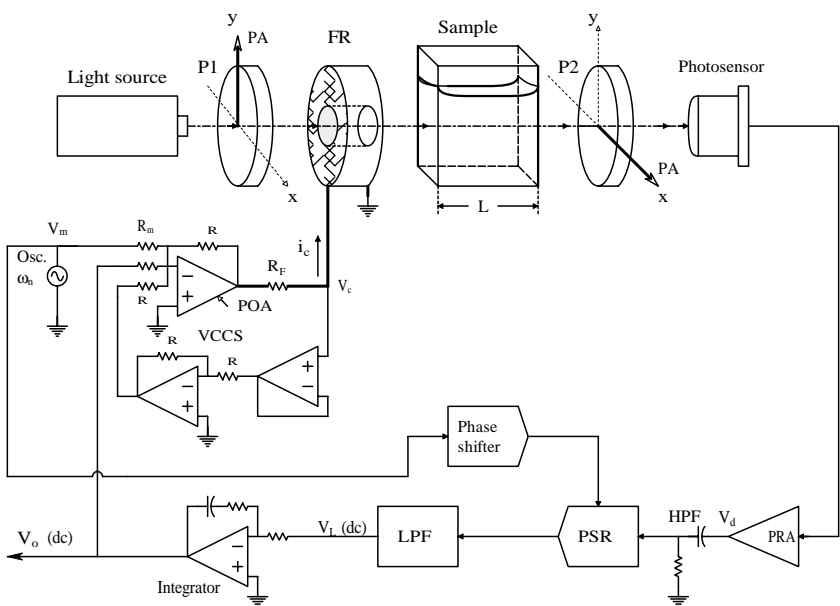 y
PA
P1
x
Light source
FR
Sample
L
P2
y
PA
x
Photosensor
V_m
Osc.
ω_n
R_m
R
R
POA
R_F
i_c
V_c
VCCS
R
R
Phase
shifter
V_o (dc)
Integrator
V_L (dc)
LPF
PSR
HPF
V_d
PRA